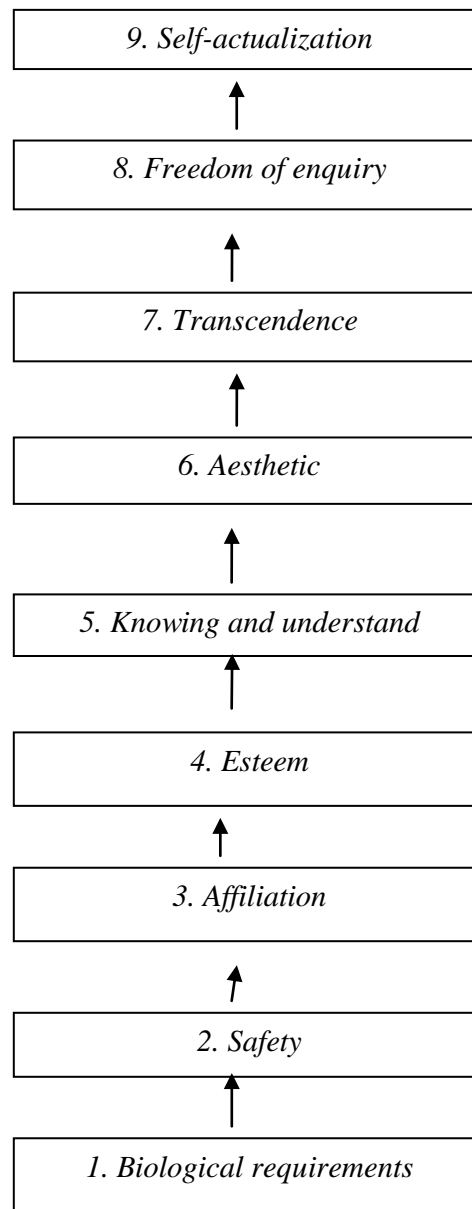 9. Self-actualization
8. Freedom of enquiry
7. Transcendence
6. Aesthetic
5. Knowing and understand
4. Esteem
3. Affiliation
2. Safety
1. Biological requirements